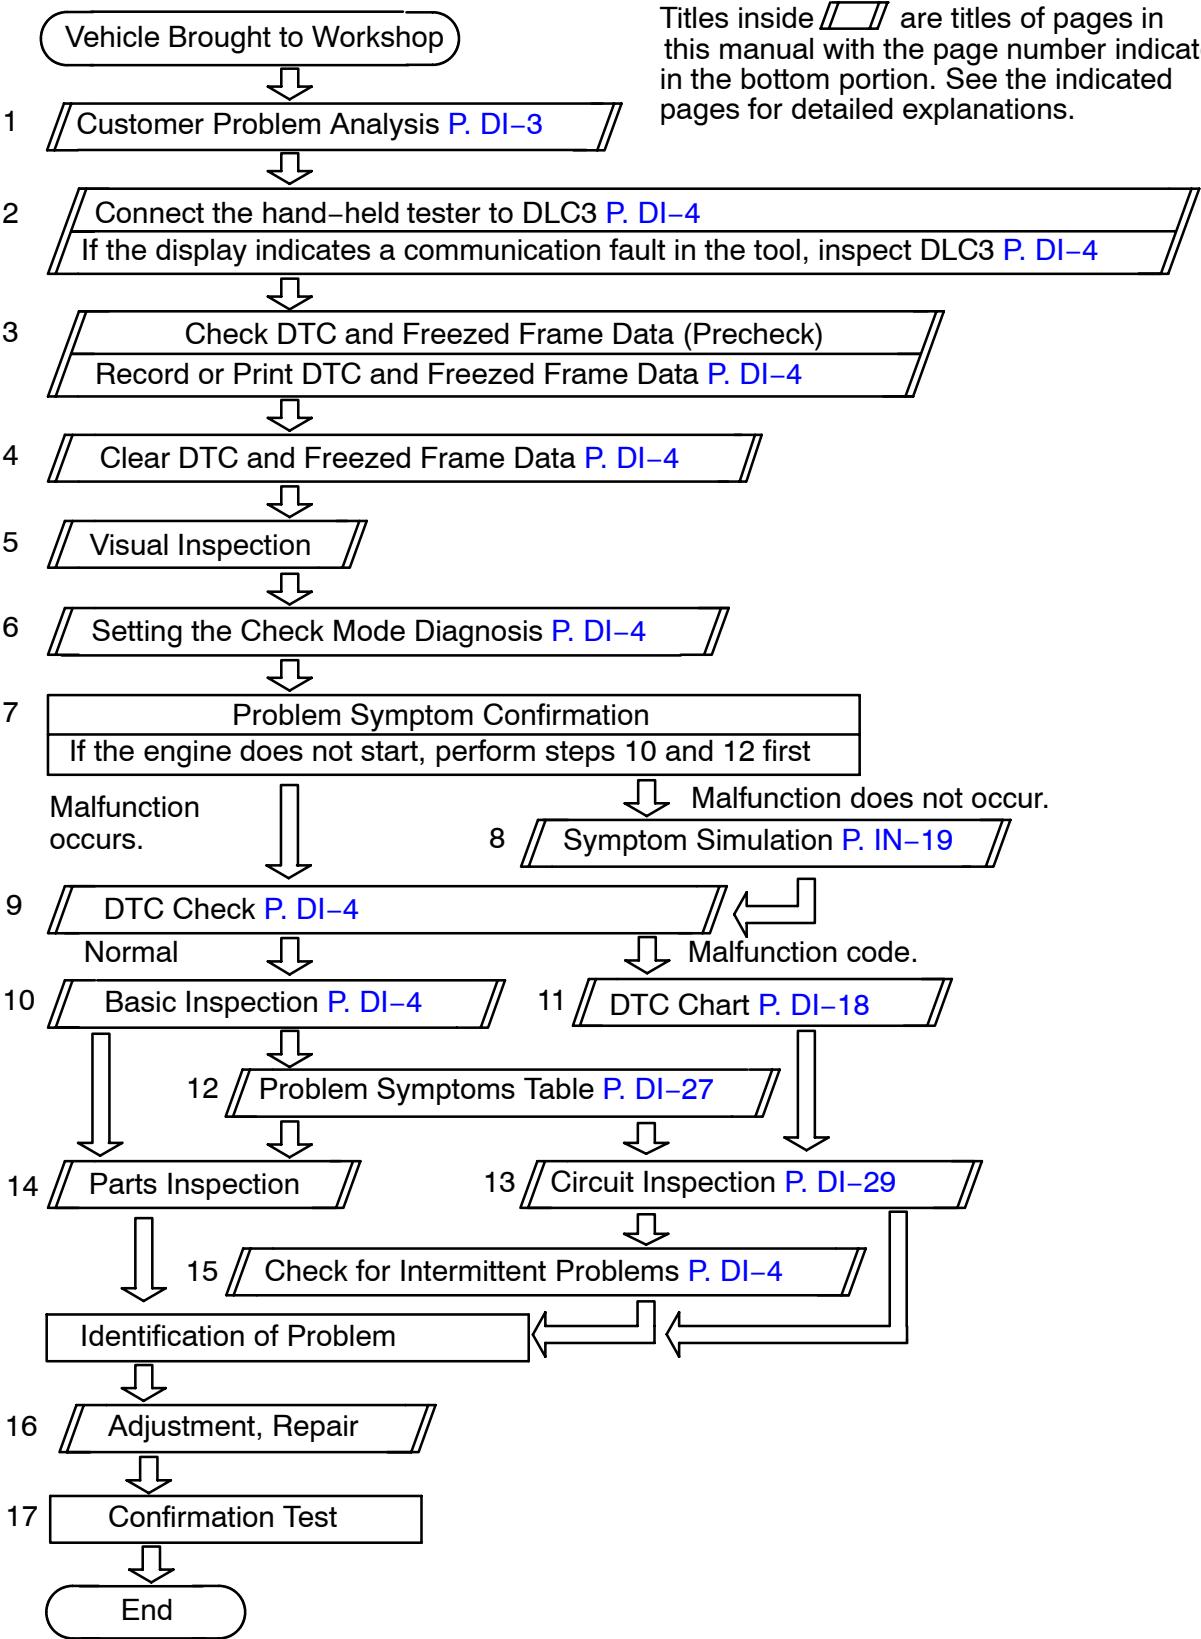 Vehicle Brought to Workshop
Titles inside are titles of pages in
this manual with the page number indicat
in the bottom portion. See the indicated
pages for detailed explanations.
1 Customer Problem Analysis P. DI−3
2 Connect the hand−held tester to DLC3 P. DI−4
If the display indicates a communication fault in the tool, inspect DLC3 P. DI−4
3 Check DTC and Freezed Frame Data (Precheck)
Record or Print DTC and Freezed Frame Data P. DI−4
4 Clear DTC and Freezed Frame Data P. DI−4
5 Visual Inspection
6 Setting the Check Mode Diagnosis P. DI−4
7 Problem Symptom Confirmation
If the engine does not start, perform steps 10 and 12 first
Malfunction
occurs.
Malfunction does not occur.
8 Symptom Simulation P. IN−19
9 DTC Check P. DI−4
Normal
Malfunction code.
10 Basic Inspection P. DI−4
11 DTC Chart P. DI−18
12 Problem Symptoms Table P. DI−27
14 Parts Inspection
13 Circuit Inspection P. DI−29
15 Check for Intermittent Problems P. DI−4
Identification of Problem
16 Adjustment, Repair
17 Confirmation Test
End